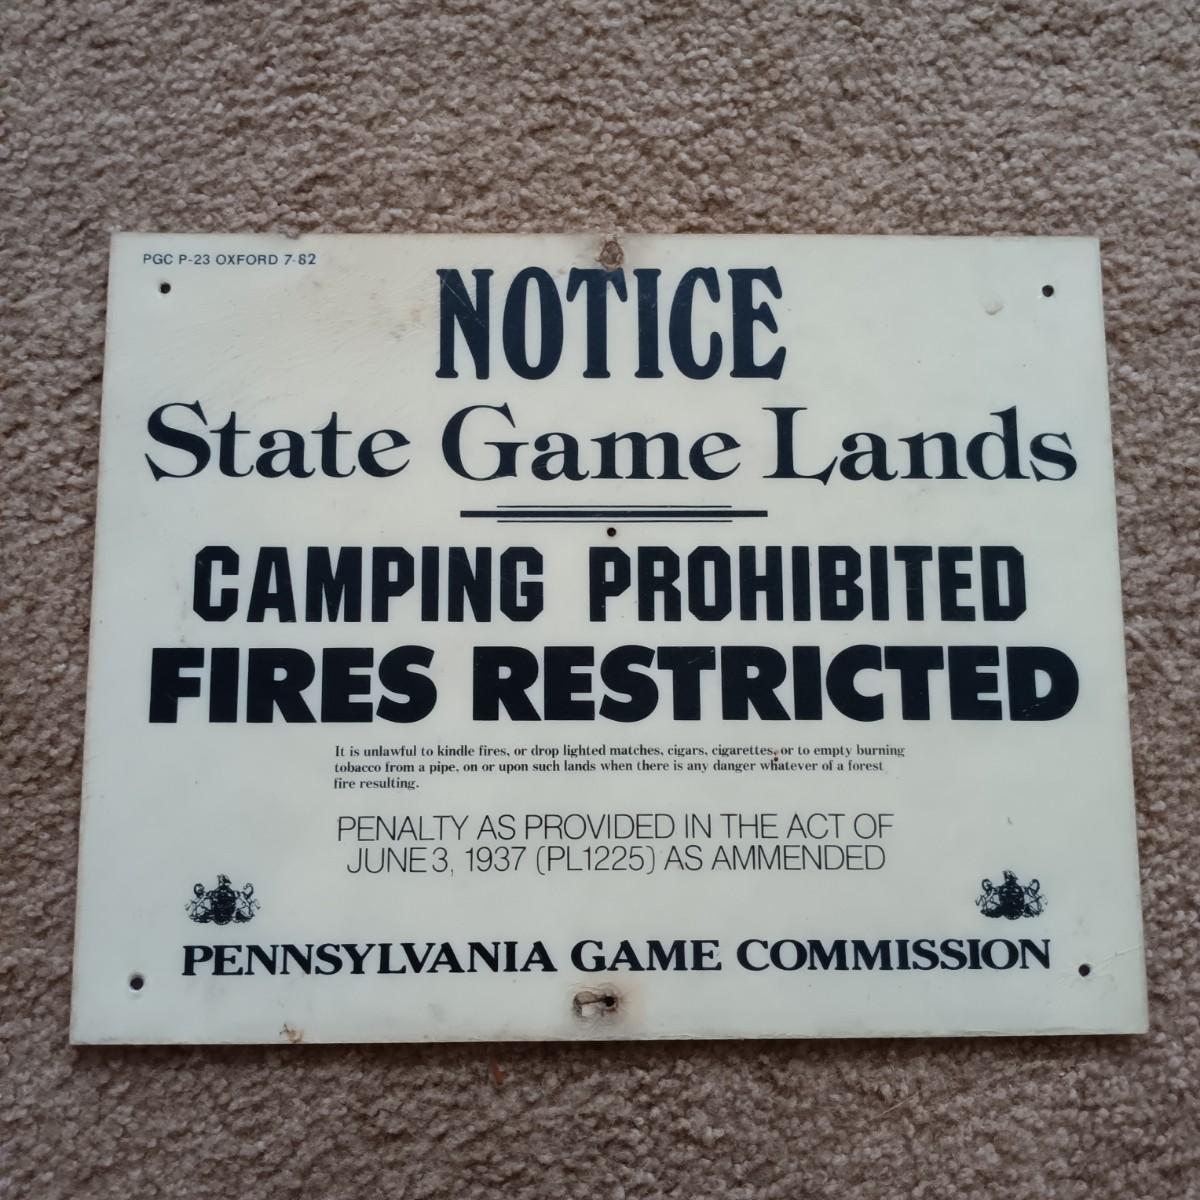 PGC P-23 OXFORD 7-82
NOTICE
State Game Lands
CAMPING PROHIBITED
FIRES RESTRICTED
It is unlawful to kindle fires, or drop lighted matches, cigars, cigarettes, or to empty burning
tobacco from a pipe, on or upon such lands when there is any danger whatever of a forest
fire resulting.
PENALTY AS PROVIDED IN THE ACT OF
JUNE 3, 1937 (PL1225) AS AMMENDED
PENNSYLVANIA GAME COMMISSION